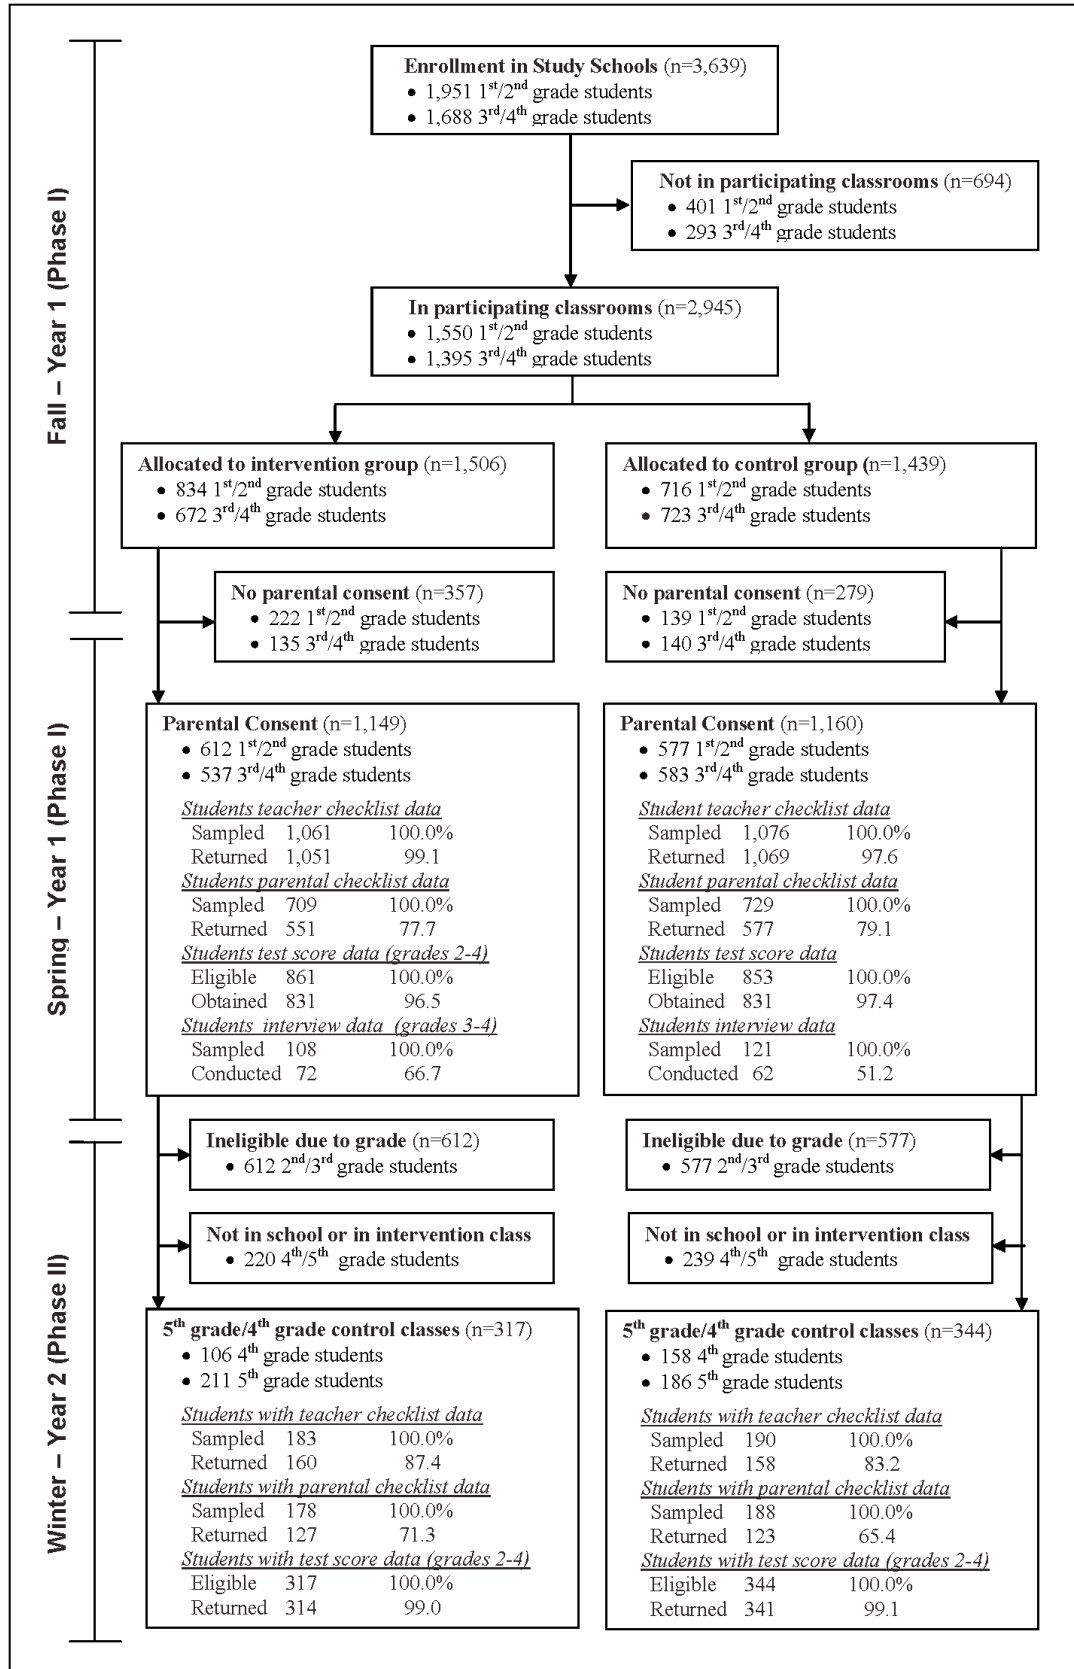 Enrollment in Study Schools (n=3,639)
• 1,951 1st/2nd grade students
• 1,688 3rd/4th grade students
Not in participating classrooms (n=694)
• 401 1st/2nd grade students
• 293 3rd/4th grade students
In participating classrooms (n=2,945)
• 1,550 1st/2nd grade students
• 1,395 3rd/4th grade students
Fall – Year 1 (Phase I)
Allocated to intervention group (n=1,506)
• 834 1st/2nd grade students
• 672 3rd/4th grade students
Allocated to control group (n=1,439)
• 716 1st/2nd grade students
• 723 3rd/4th grade students
No parental consent (n=357)
• 222 1st/2nd grade students
• 135 3rd/4th grade students
No parental consent (n=279)
• 139 1st/2nd grade students
• 140 3rd/4th grade students
Spring – Year 1 (Phase I)
Parental Consent (n=1,149)
• 612 1st/2nd grade students
• 537 3rd/4th grade students
Students teacher checklist data
Sampled 1,061 100.0%
Returned 1,051 99.1
Students parental checklist data
Sampled 709 100.0%
Returned 551 77.7
Students test score data (grades 2-4)
Eligible 861 100.0%
Obtained 831 96.5
Students interview data (grades 3-4)
Sampled 108 100.0%
Conducted 72 66.7
Parental Consent (n=1,160)
• 577 1st/2nd grade students
• 583 3rd/4th grade students
Student teacher checklist data
Sampled 1,076 100.0%
Returned 1,069 97.6
Student parental checklist data
Sampled 729 100.0%
Returned 577 79.1
Students test score data
Eligible 853 100.0%
Obtained 831 97.4
Students interview data
Sampled 121 100.0%
Conducted 62 51.2
Winter – Year 2 (Phase II)
Ineligible due to grade (n=612)
• 612 2nd/3rd grade students
Ineligible due to grade (n=577)
• 577 2nd/3rd grade students
Not in school or in intervention class
• 220 4th/5th grade students
Not in school or in intervention class
• 239 4th/5th grade students
5th grade/4th grade control classes (n=317)
• 106 4th grade students
• 211 5th grade students
Students with teacher checklist data
Sampled 183 100.0%
Returned 160 87.4
Students with parental checklist data
Sampled 178 100.0%
Returned 127 71.3
Students with test score data (grades 2-4)
Eligible 317 100.0%
Returned 314 99.0
5th grade/4th grade control classes (n=344)
• 158 4th grade students
• 186 5th grade students
Students with teacher checklist data
Sampled 190 100.0%
Returned 158 83.2
Students with parental checklist data
Sampled 188 100.0%
Returned 123 65.4
Students with test score data (grades 2-4)
Eligible 344 100.0%
Returned 341 99.1